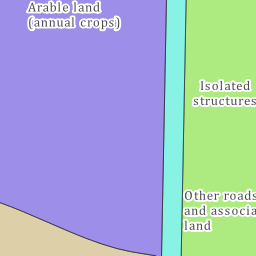 Arable land
(annual crops)
Isolated
structures
Other roads
and associa
land